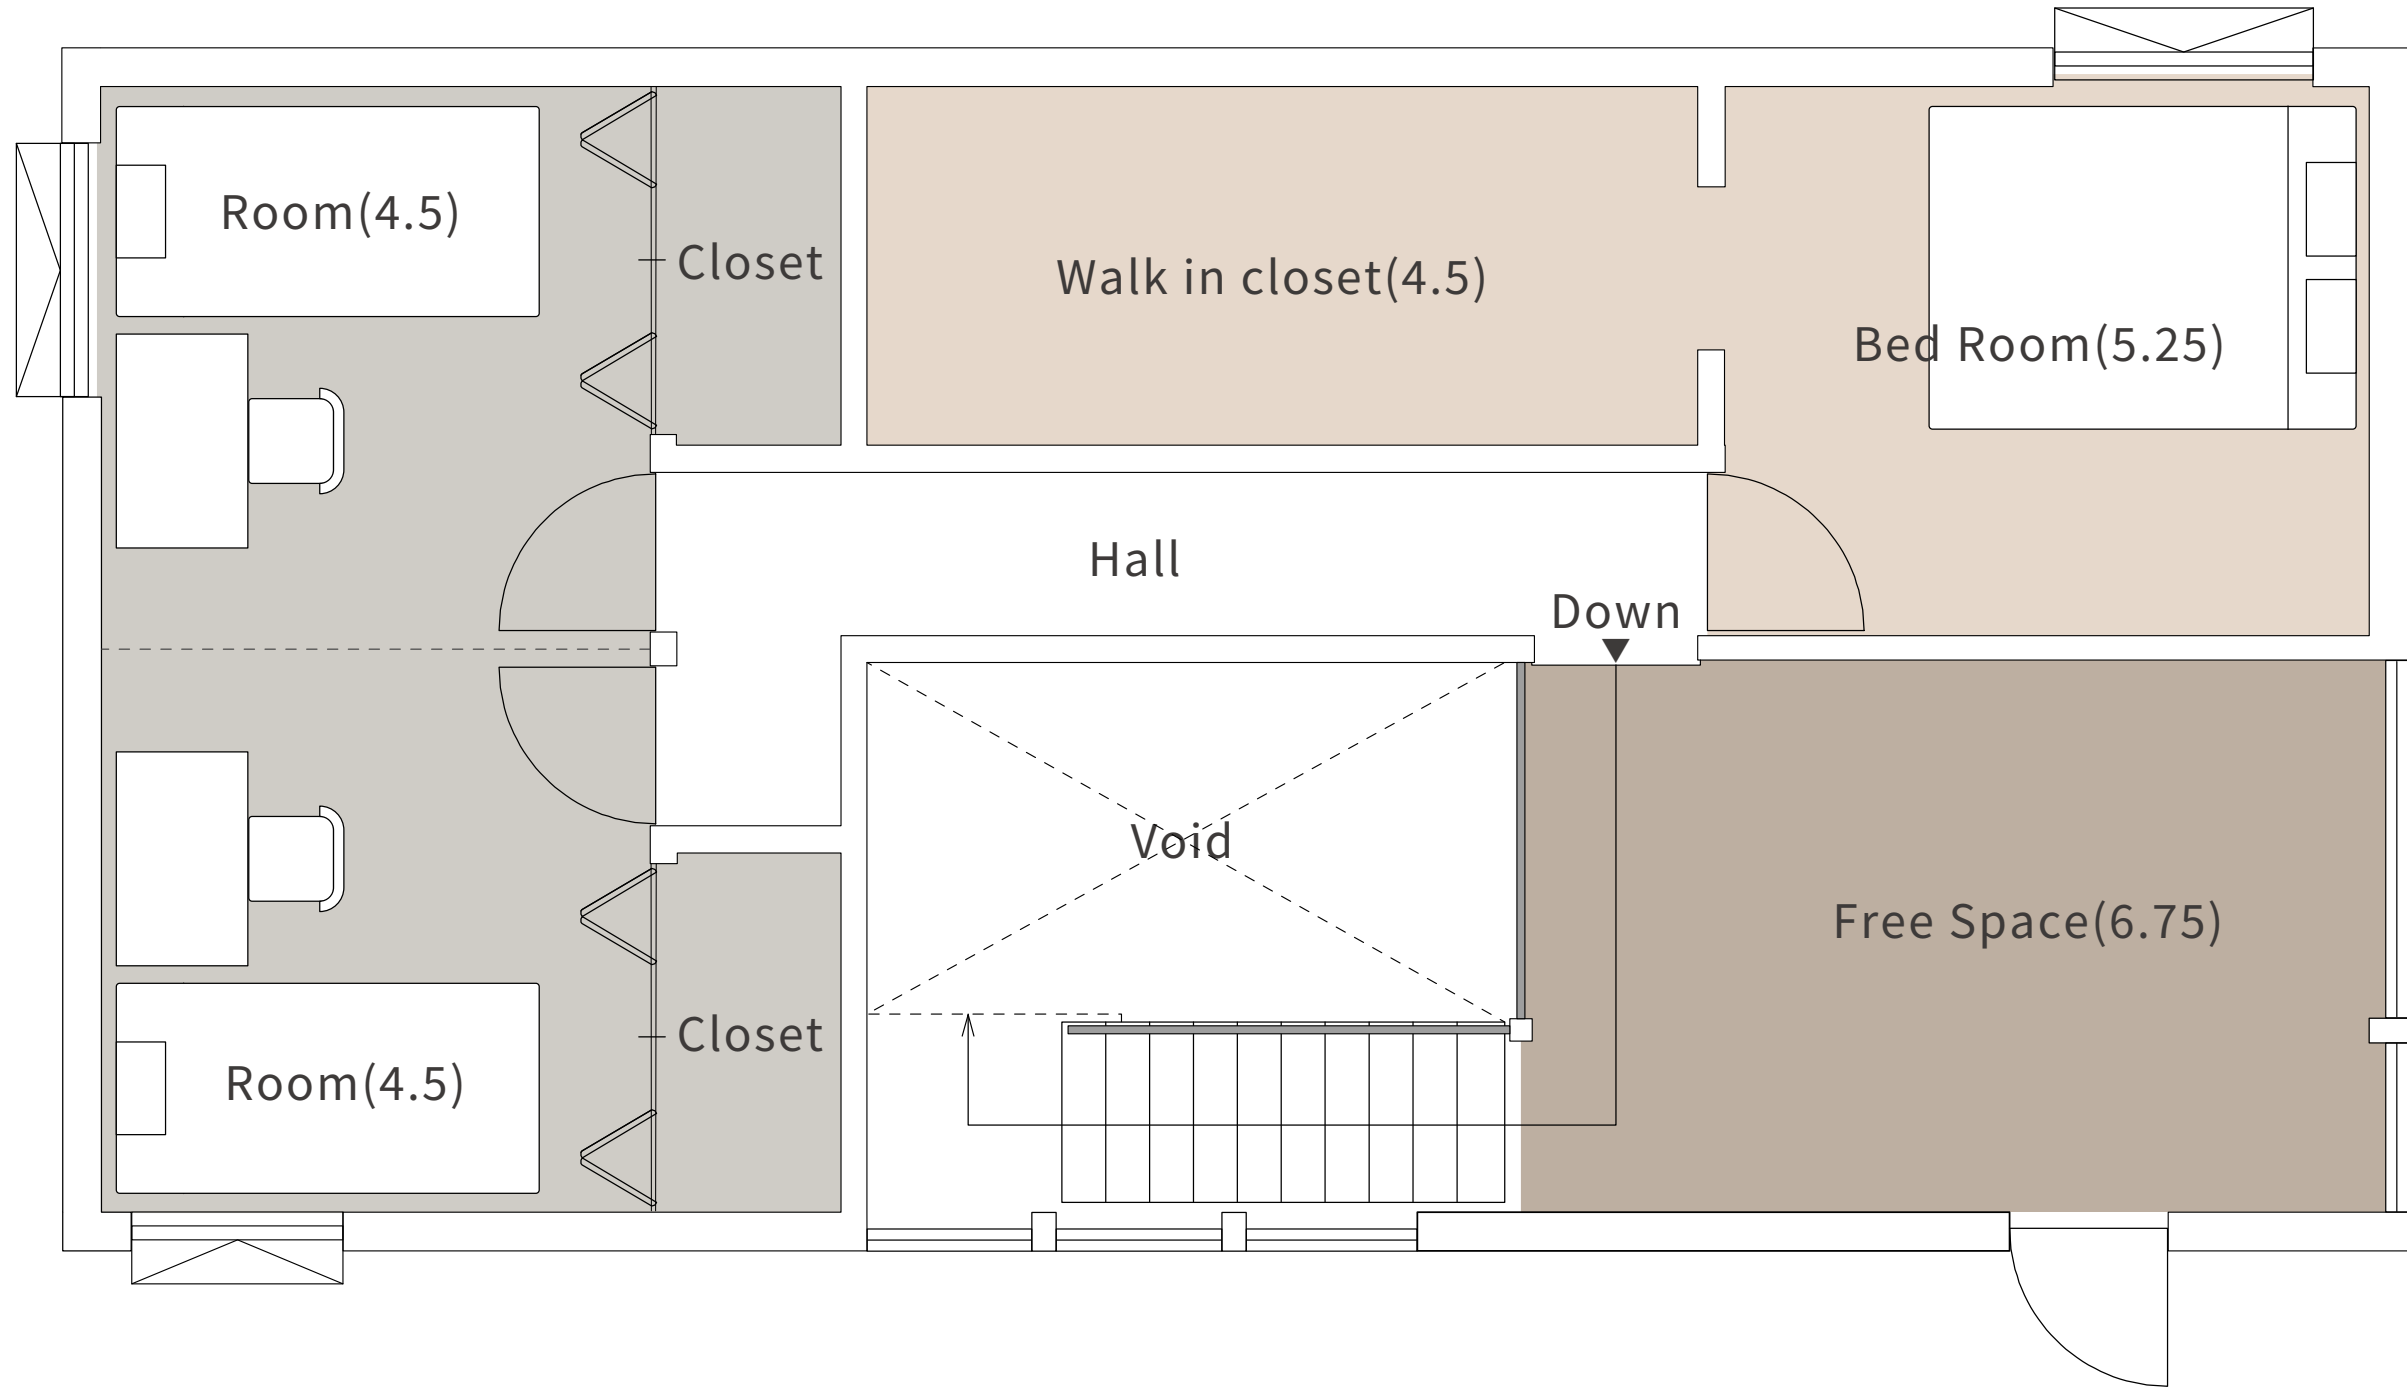 Room(4.5)
Closet
Walk in closet(4.5)
Bed Room(5.25)
Hall
Down
Void
Free Space(6.75)
Closet
Room(4.5)